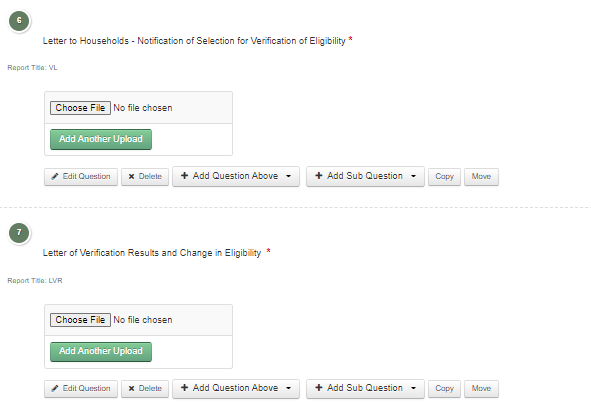 6
Letter to Households - Notification of Selection for Verification of Eligibility *
Report Title: VL
Choose File No file chosen
Add Another Upload
Edit Question Delete Add Question Above Add Sub Question Copy Move
7
Letter of Verification Results and Change in Eligibility *
Report Title: LVR
Choose File No file chosen
Add Another Upload
Edit Question Delete Add Question Above Add Sub Question Copy Move